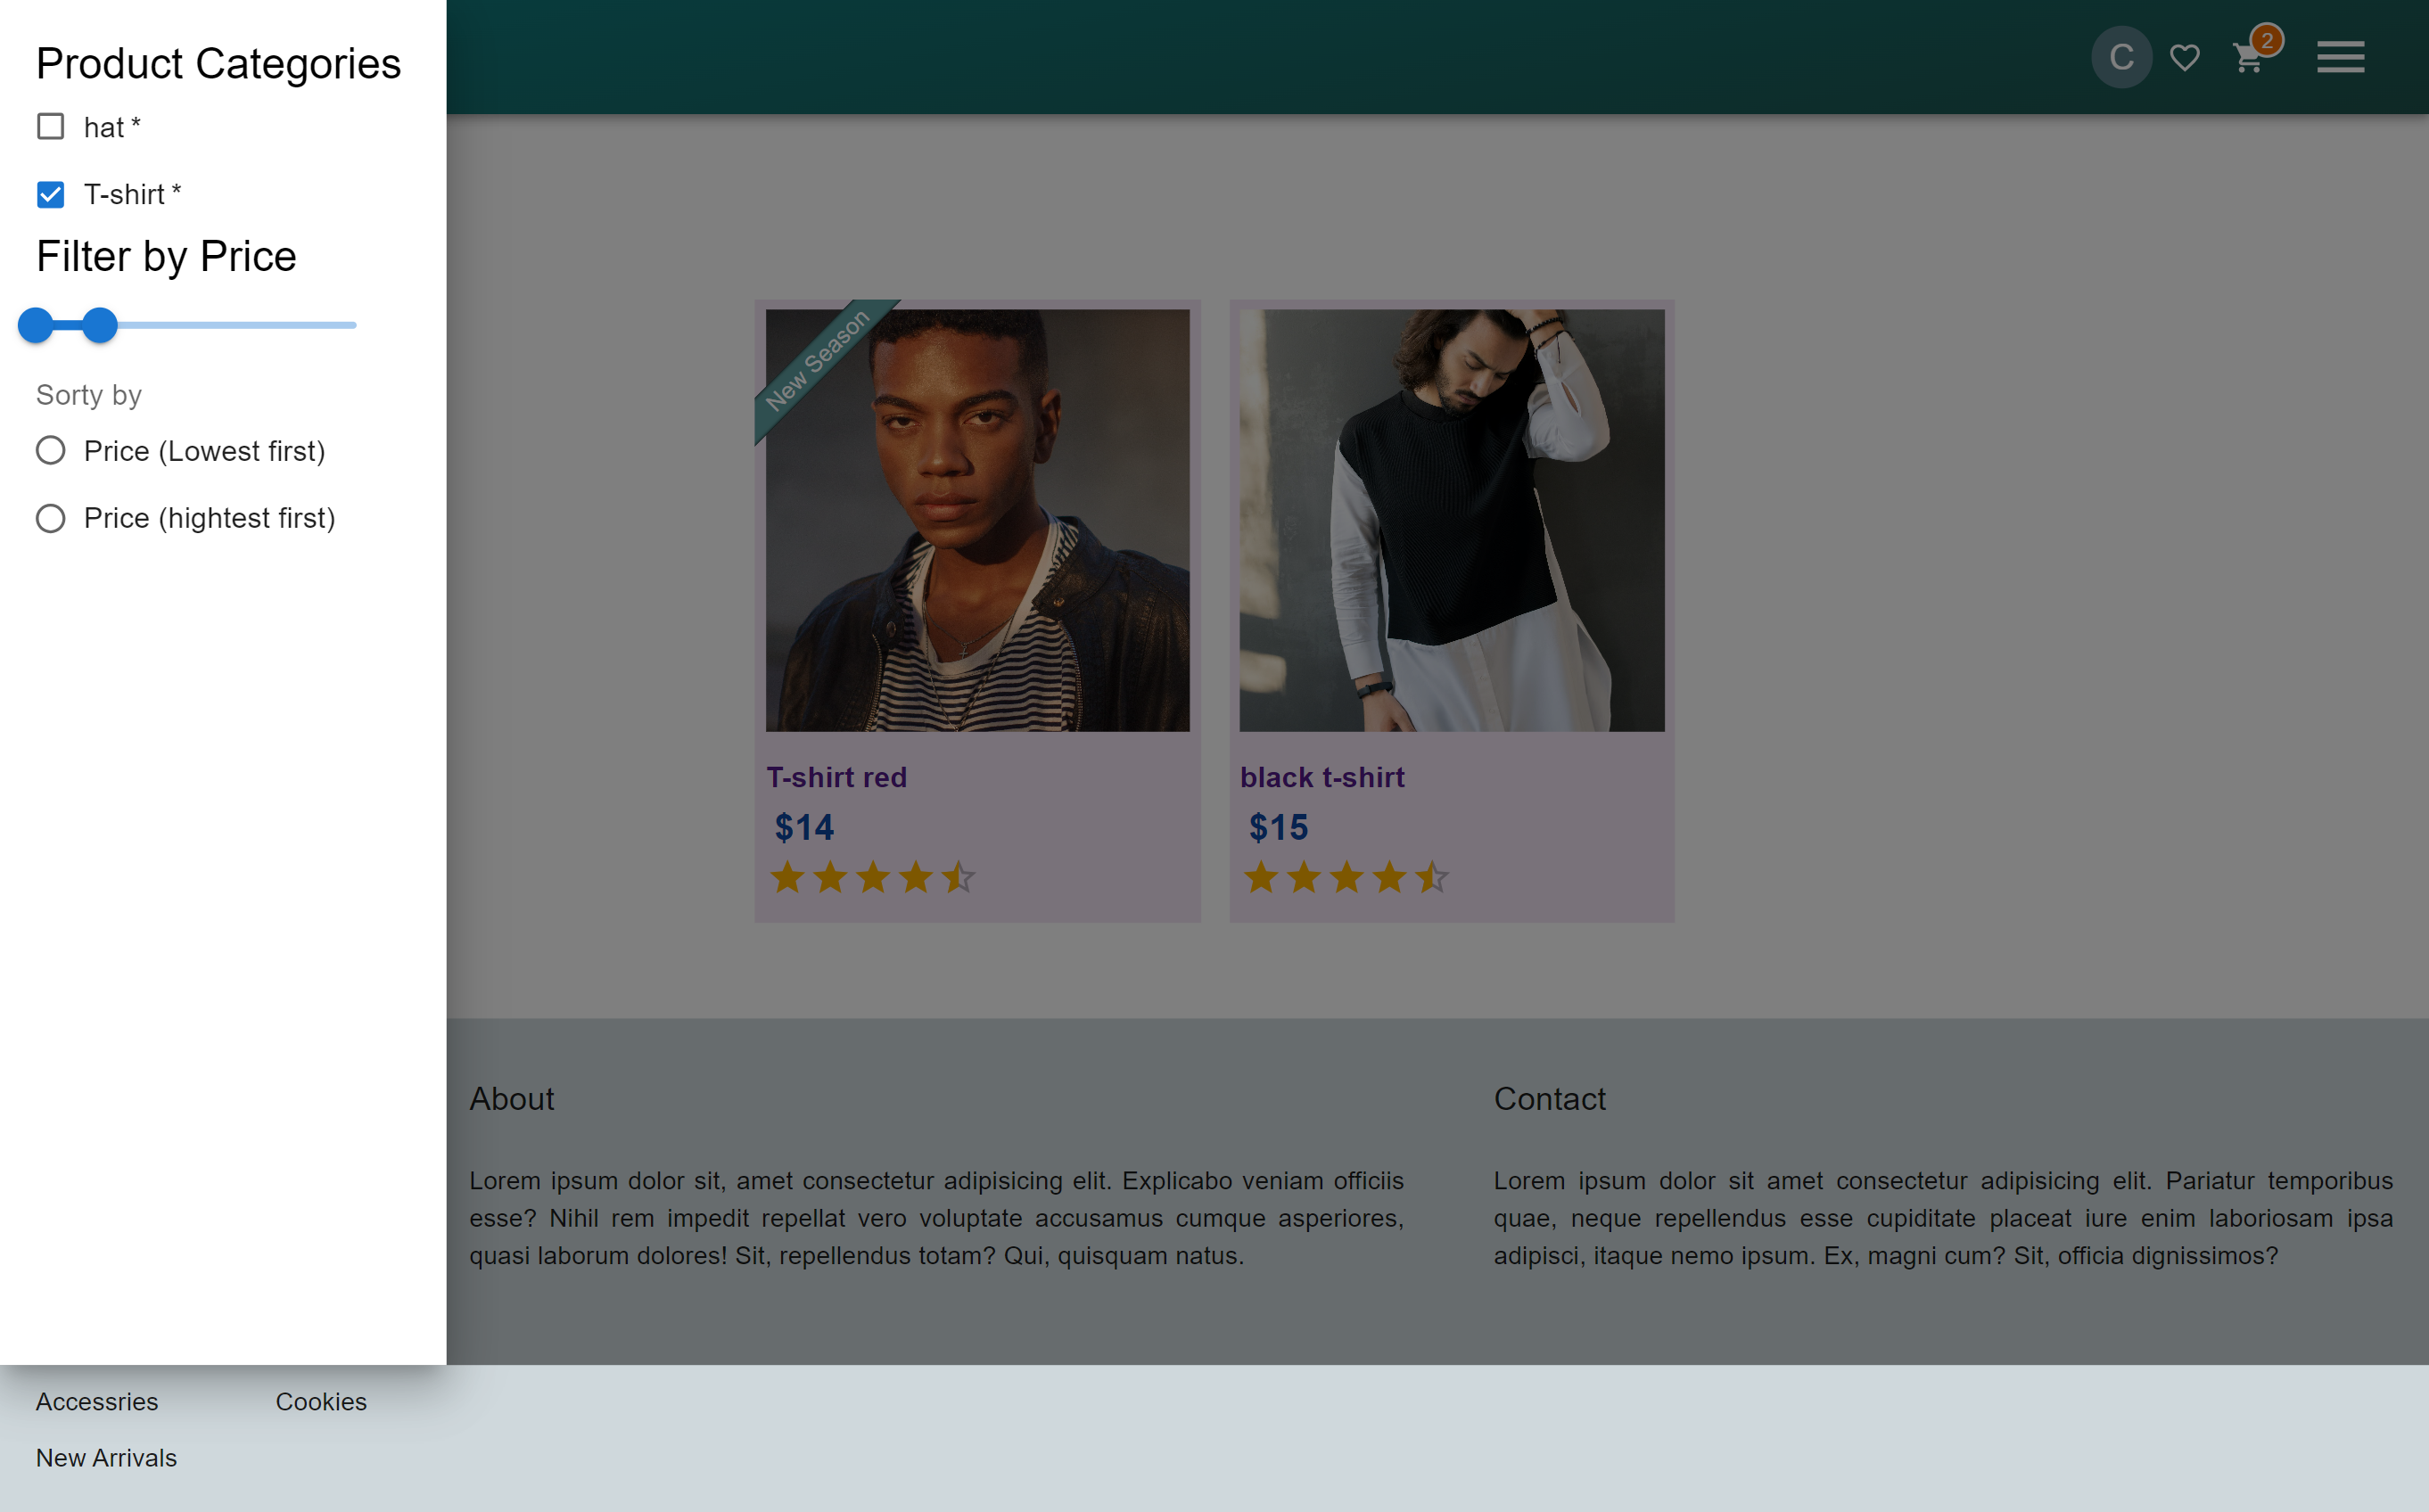 Product Categories
hat *
T-shirt *
Filter by Price
Sorty by
Price (Lowest first)
Price (hightest first)
C
2
New Season
T-shirt red
$14
black t-shirt
$15
About
Lorem ipsum dolor sit, amet consectetur adipisicing elit. Explicabo veniam officiis
esse? Nihil rem impedit repellat vero voluptate accusamus cumque asperiores,
quasi laborum dolores! Sit, repellendus totam? Qui, quisquam natus.
Contact
Lorem ipsum dolor sit amet consectetur adipisicing elit. Pariatur temporibus
quae, neque repellendus esse cupiditate placeat iure enim laboriosam ipsa
adipisci, itaque nemo ipsum. Ex, magni cum? Sit, officia dignissimos?
Accessries
Cookies
New Arrivals